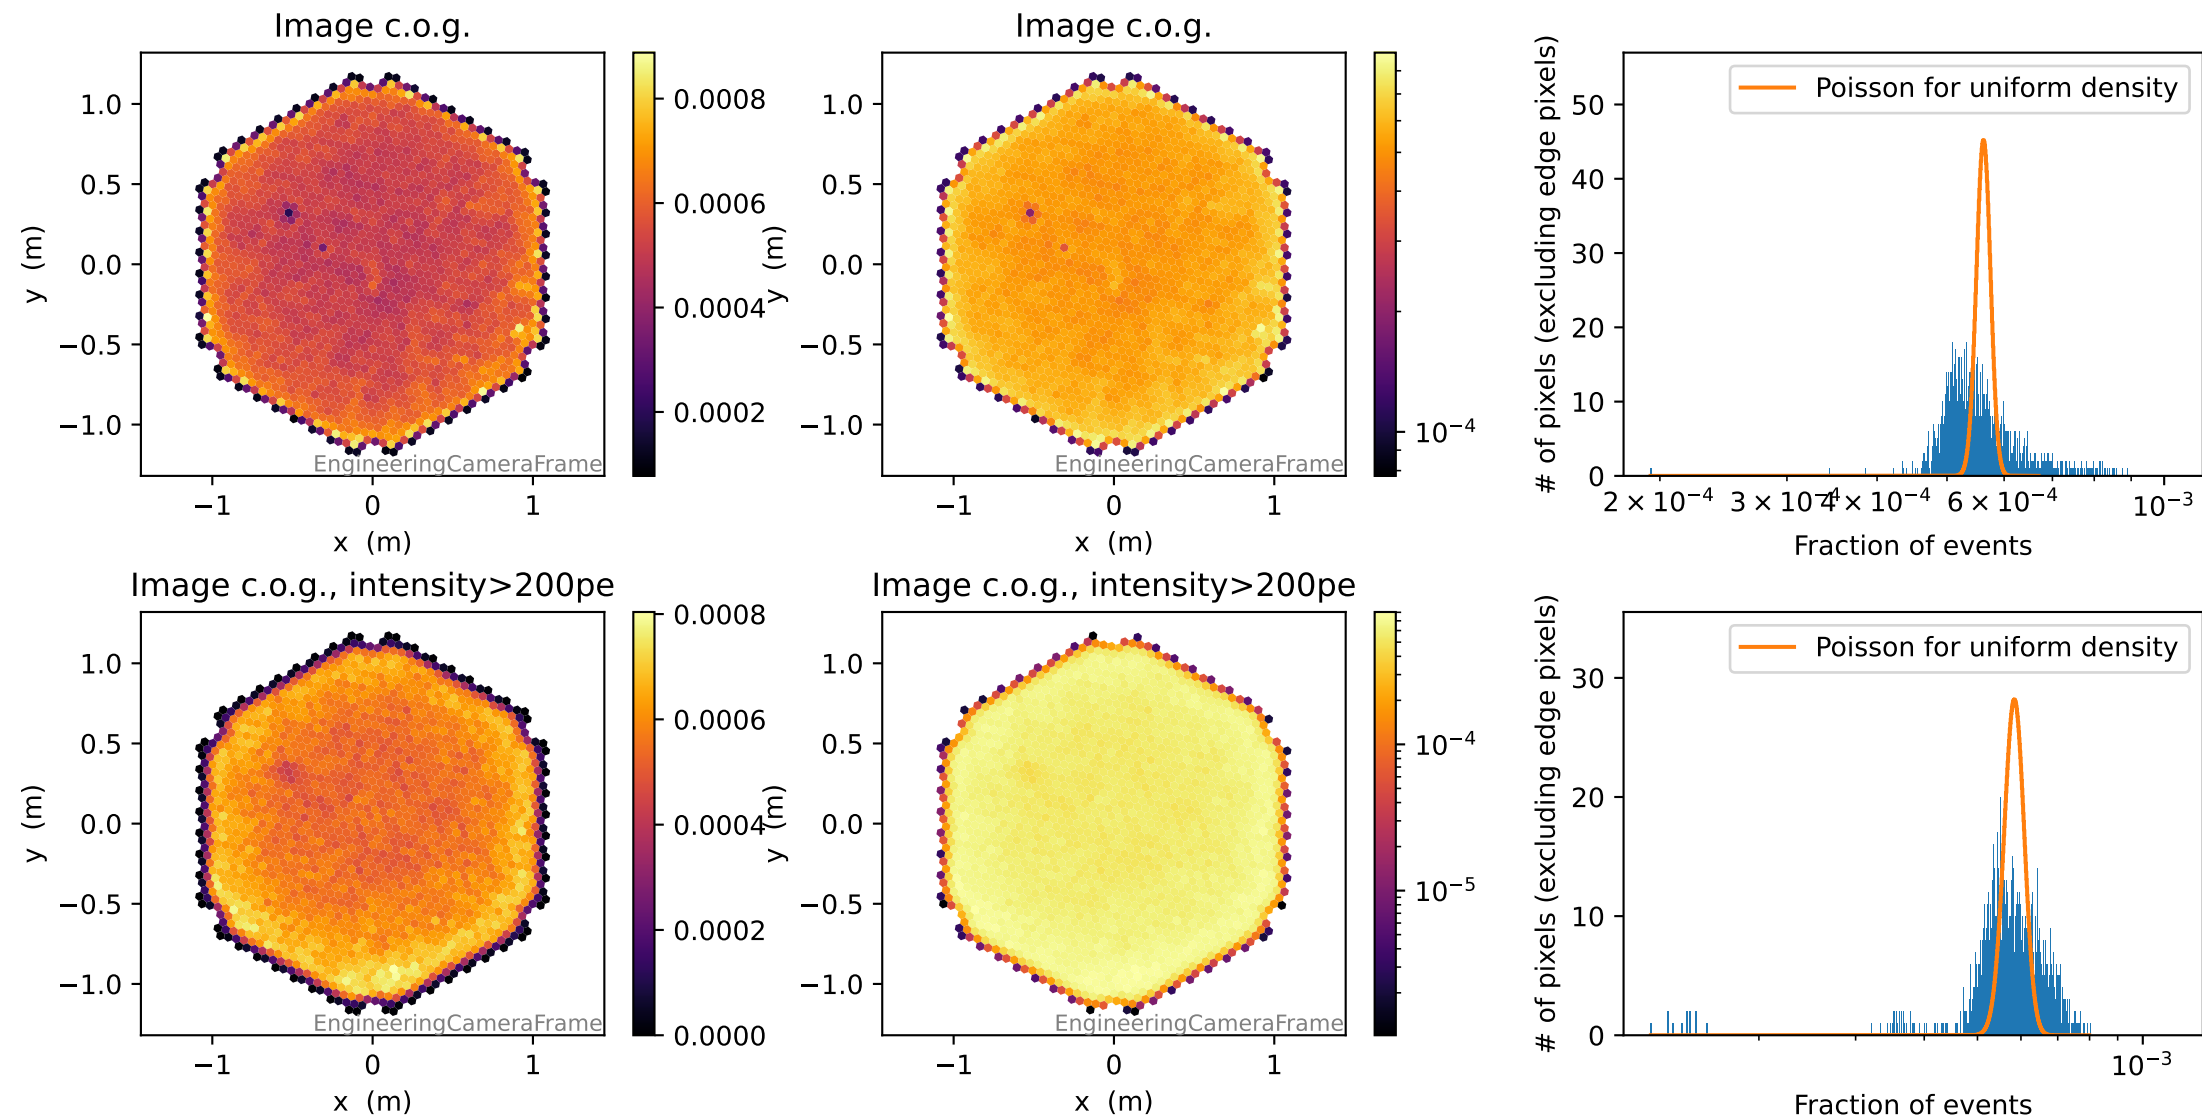 Image c.o.g.
1.0
0.5
0.0
−0.5
−1.0
y (m)
EngineeringCameraFrame
−1 0 1
x (m)
0.0008
0.0006
0.0004
0.0002
Image c.o.g.
1.0
0.5
0.0
−0.5
−1.0
y (m)
EngineeringCameraFrame
−1 0 1
x (m)
10⁻⁴
Poisson for uniform density
# of pixels (excluding edge pixels)
50
40
30
20
10
0
2 × 10⁻⁴ 3 × 10⁻⁴ 4 × 10⁻⁴ 6 × 10⁻⁴ 10⁻³
Fraction of events
Image c.o.g., intensity>200pe
1.0
0.5
0.0
−0.5
−1.0
y (m)
EngineeringCameraFrame
−1 0 1
x (m)
0.0008
0.0006
0.0004
0.0002
0.0000
Image c.o.g., intensity>200pe
1.0
0.5
0.0
−0.5
−1.0
y (m)
EngineeringCameraFrame
−1 0 1
x (m)
10⁻⁴
10⁻⁵
Poisson for uniform density
# of pixels (excluding edge pixels)
30
20
10
0
10⁻³
Fraction of events